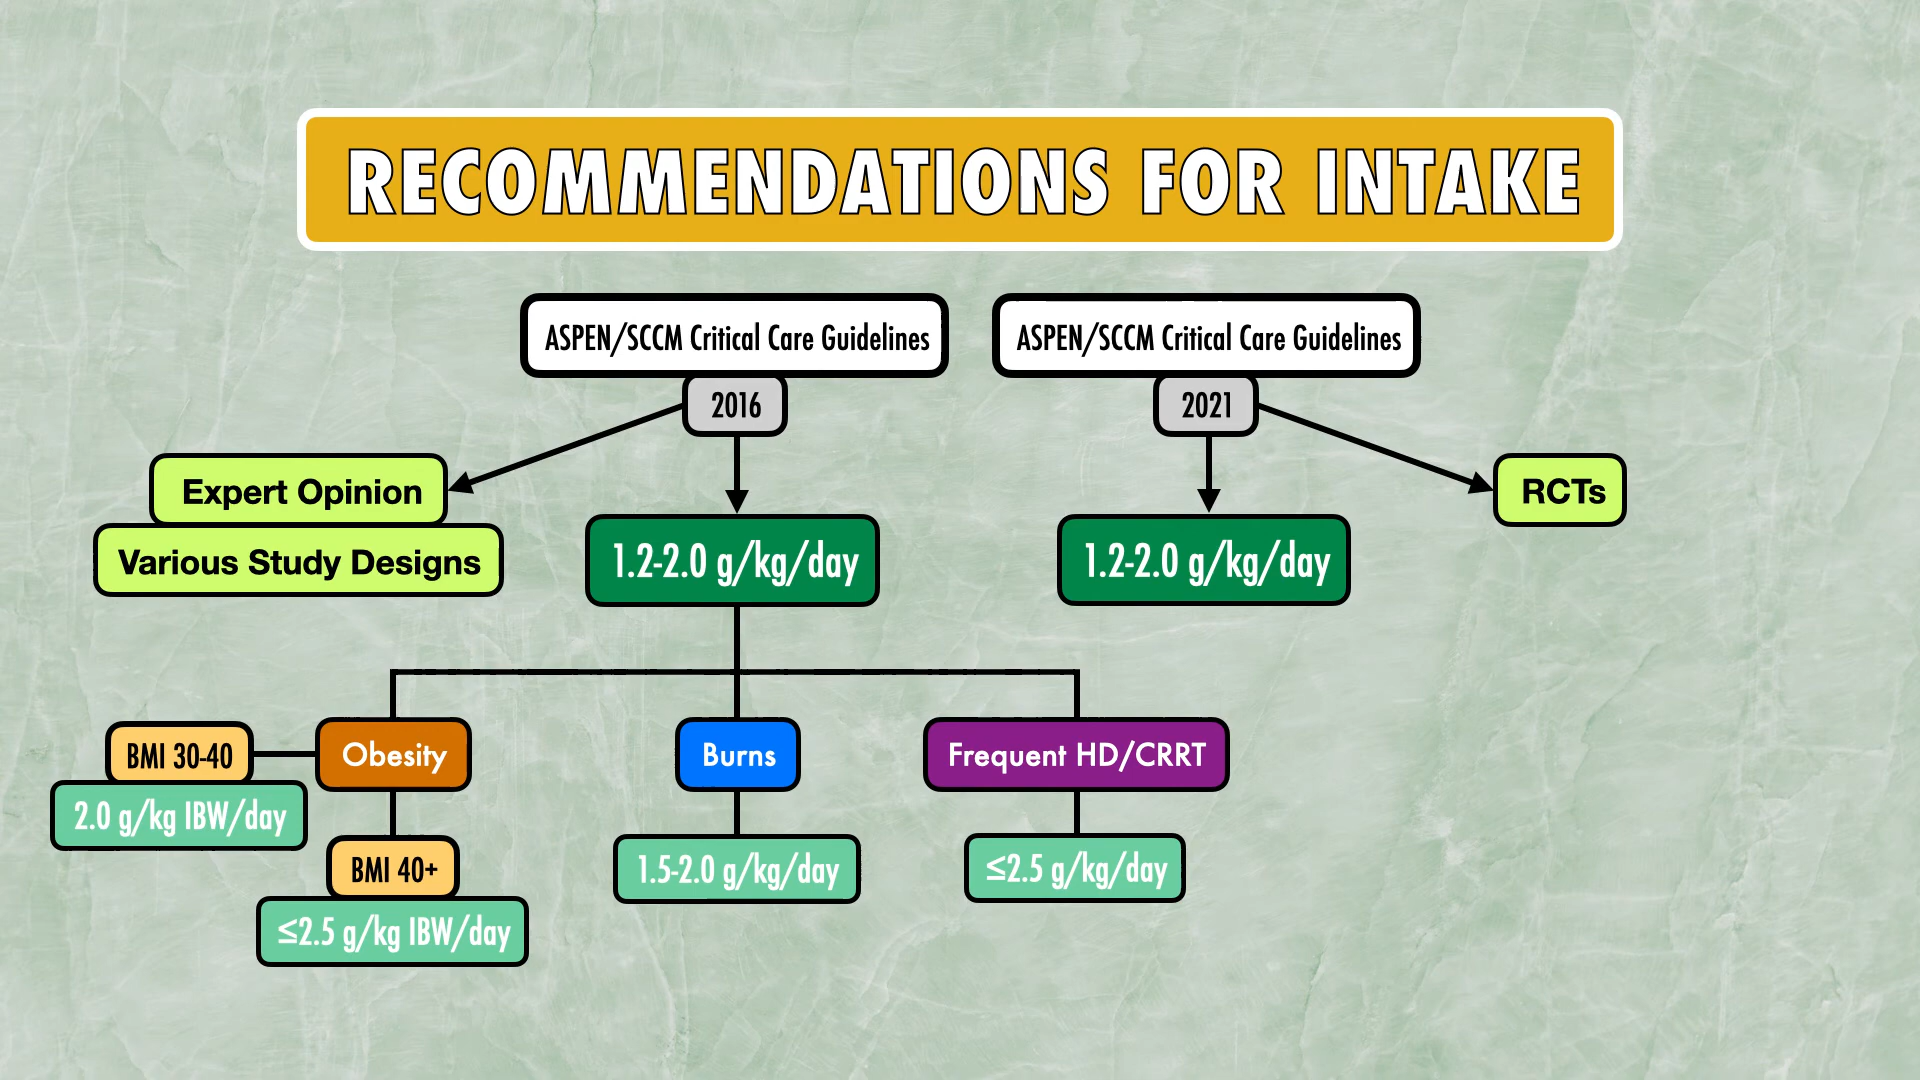 RECOMMENDATIONS FOR INTAKE
ASPEN/SCCM Critical Care Guidelines
2016
Expert Opinion
Various Study Designs
1.2-2.0 g/kg/day
Obesity
BMI 30-40
2.0 g/kg IBW/day
BMI 40+
≤2.5 g/kg IBW/day
Burns
1.5-2.0 g/kg/day
Frequent HD/CRRT
≤2.5 g/kg/day
ASPEN/SCCM Critical Care Guidelines
2021
1.2-2.0 g/kg/day
RCTs